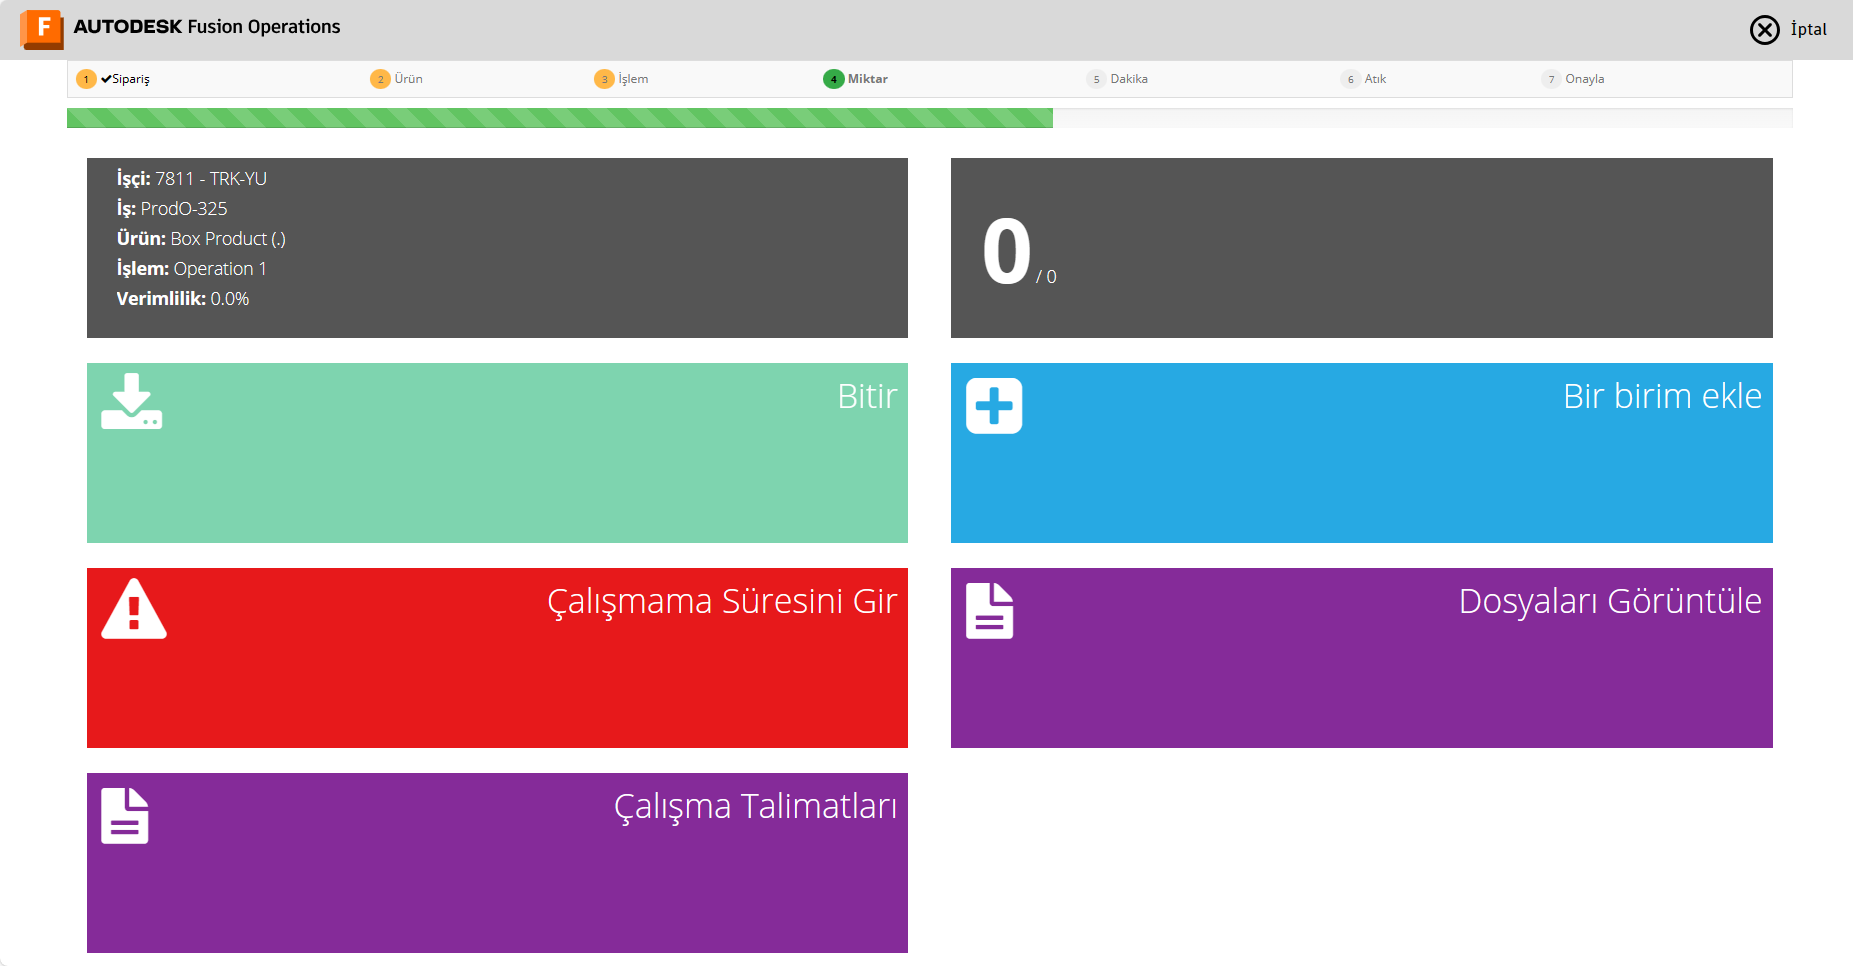 F AUTODESK Fusion Operations
İptal
1 Sipariş 2 Ürün 3 İşlem 4 Miktar 5 Dakika 6 Atık 7 Onayla
İşçi: 7811 - TRK-YU
İş: ProdO-325
Ürün: Box Product (.)
İşlem: Operation 1
Verimlilik: 0.0%
0 / 0
Bitir
Bir birim ekle
Çalışmama Süresini Gir
Dosyaları Görüntüle
Çalışma Talimatları